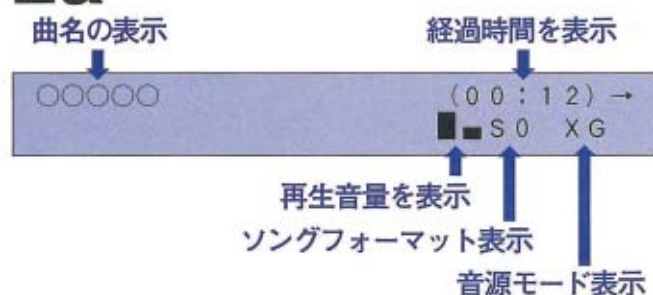 曲名の表示 経過時間を表示
○○○○○ (00:12)→
S0 XG
再生音量を表示
ソングフォーマット表示
音源モード表示